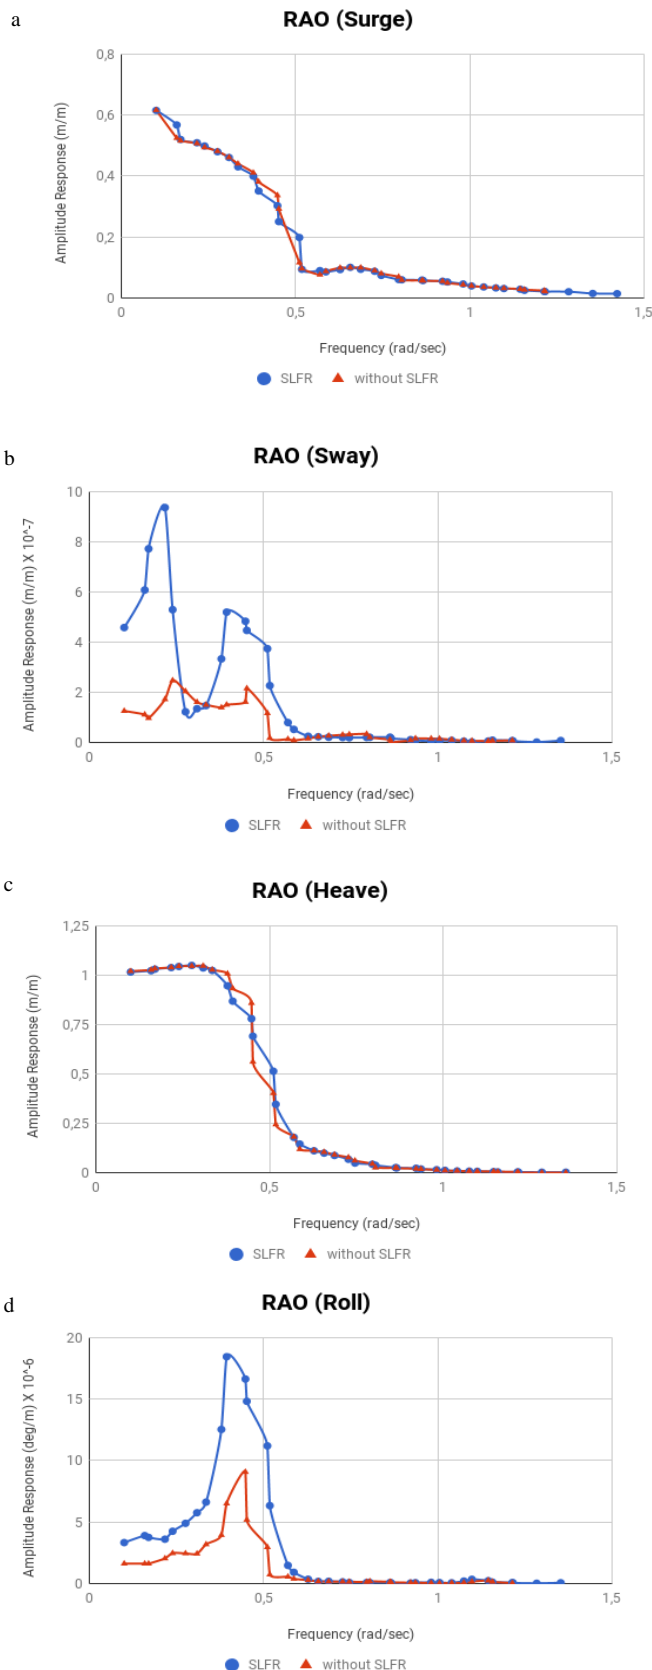 a
RAO (Surge)
Amplitude Response (m/m)
0,8
0,6
0,4
0,2
0
0 0,5 1 1,5
Frequency (rad/sec)
SLFR without SLFR
b
RAO (Sway)
Amplitude Response (m/m) X 10^-7
10
8
6
4
2
0
0 0,5 1 1,5
Frequency (rad/sec)
SLFR without SLFR
c
RAO (Heave)
Amplitude Response (m/m)
1,25
1
0,75
0,5
0,25
0
0 0,5 1 1,5
Frequency (rad/sec)
SLFR without SLFR
d
RAO (Roll)
Amplitude Response (deg/m) X 10^-6
20
15
10
5
0
0 0,5 1 1,5
Frequency (rad/sec)
SLFR without SLFR